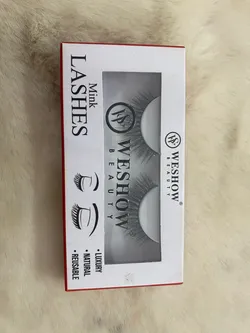 Mink
LASHES
• LUXURY
• NATURAL
• REUSABLE
WESHOW
BEAUTY
WESHOW®
BEAUTY